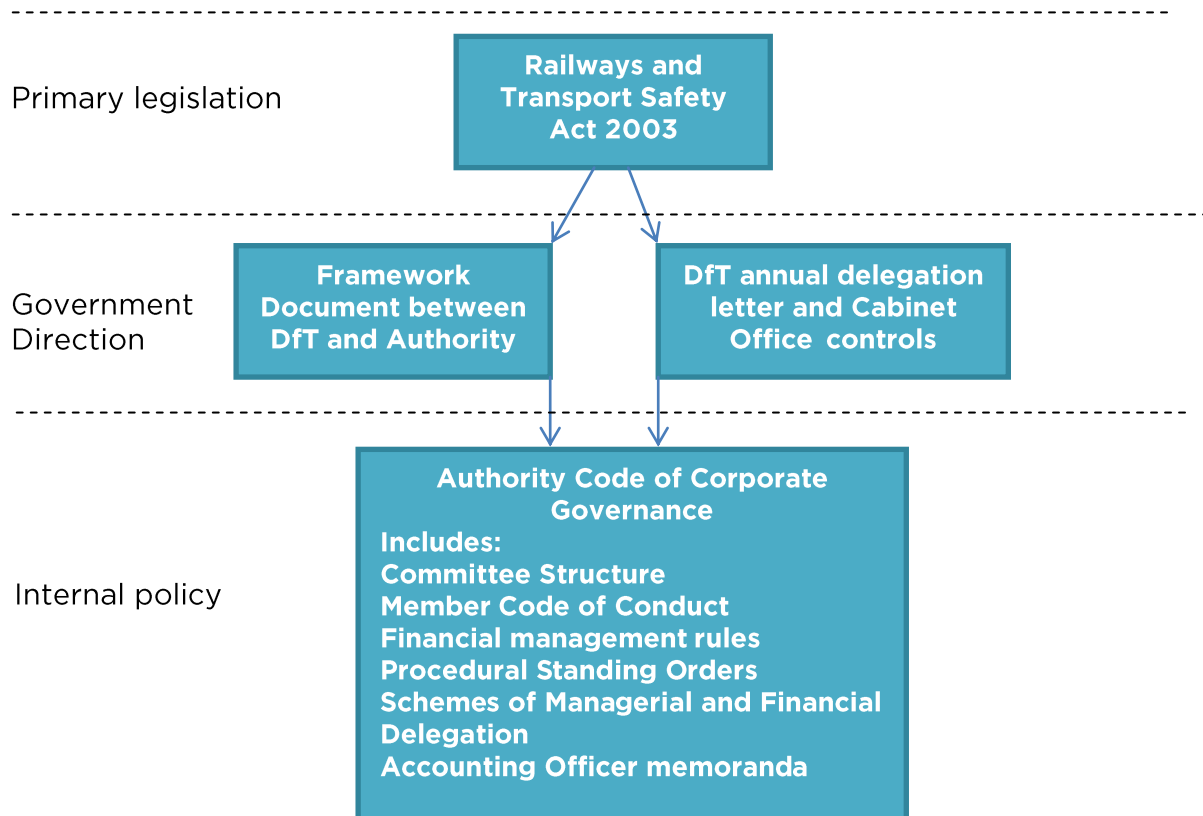 Primary legislation
Railways and
Transport Safety
Act 2003
Government
Direction
Framework
Document between
DfT and Authority
DfT annual delegation
letter and Cabinet
Office controls
Internal policy
Authority Code of Corporate
Governance
Includes:
Committee Structure
Member Code of Conduct
Financial management rules
Procedural Standing Orders
Schemes of Managerial and Financial
Delegation
Accounting Officer memoranda